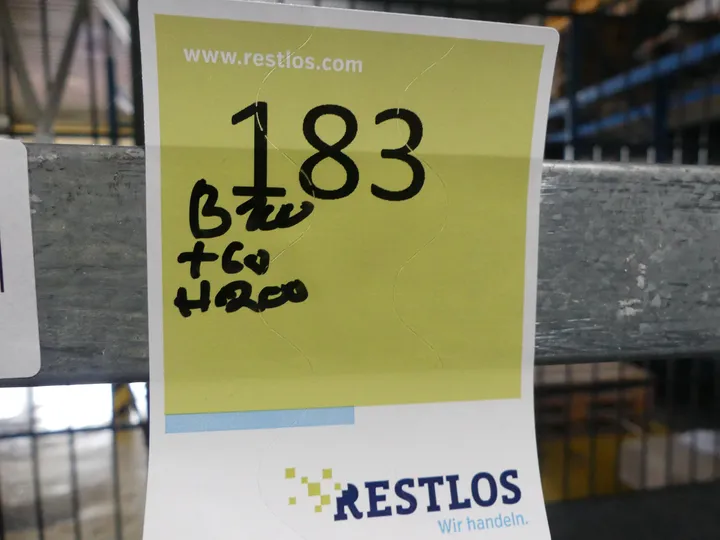 www.restlos.com
183
B
+60
H200
RESTLOS
Wir handeln.